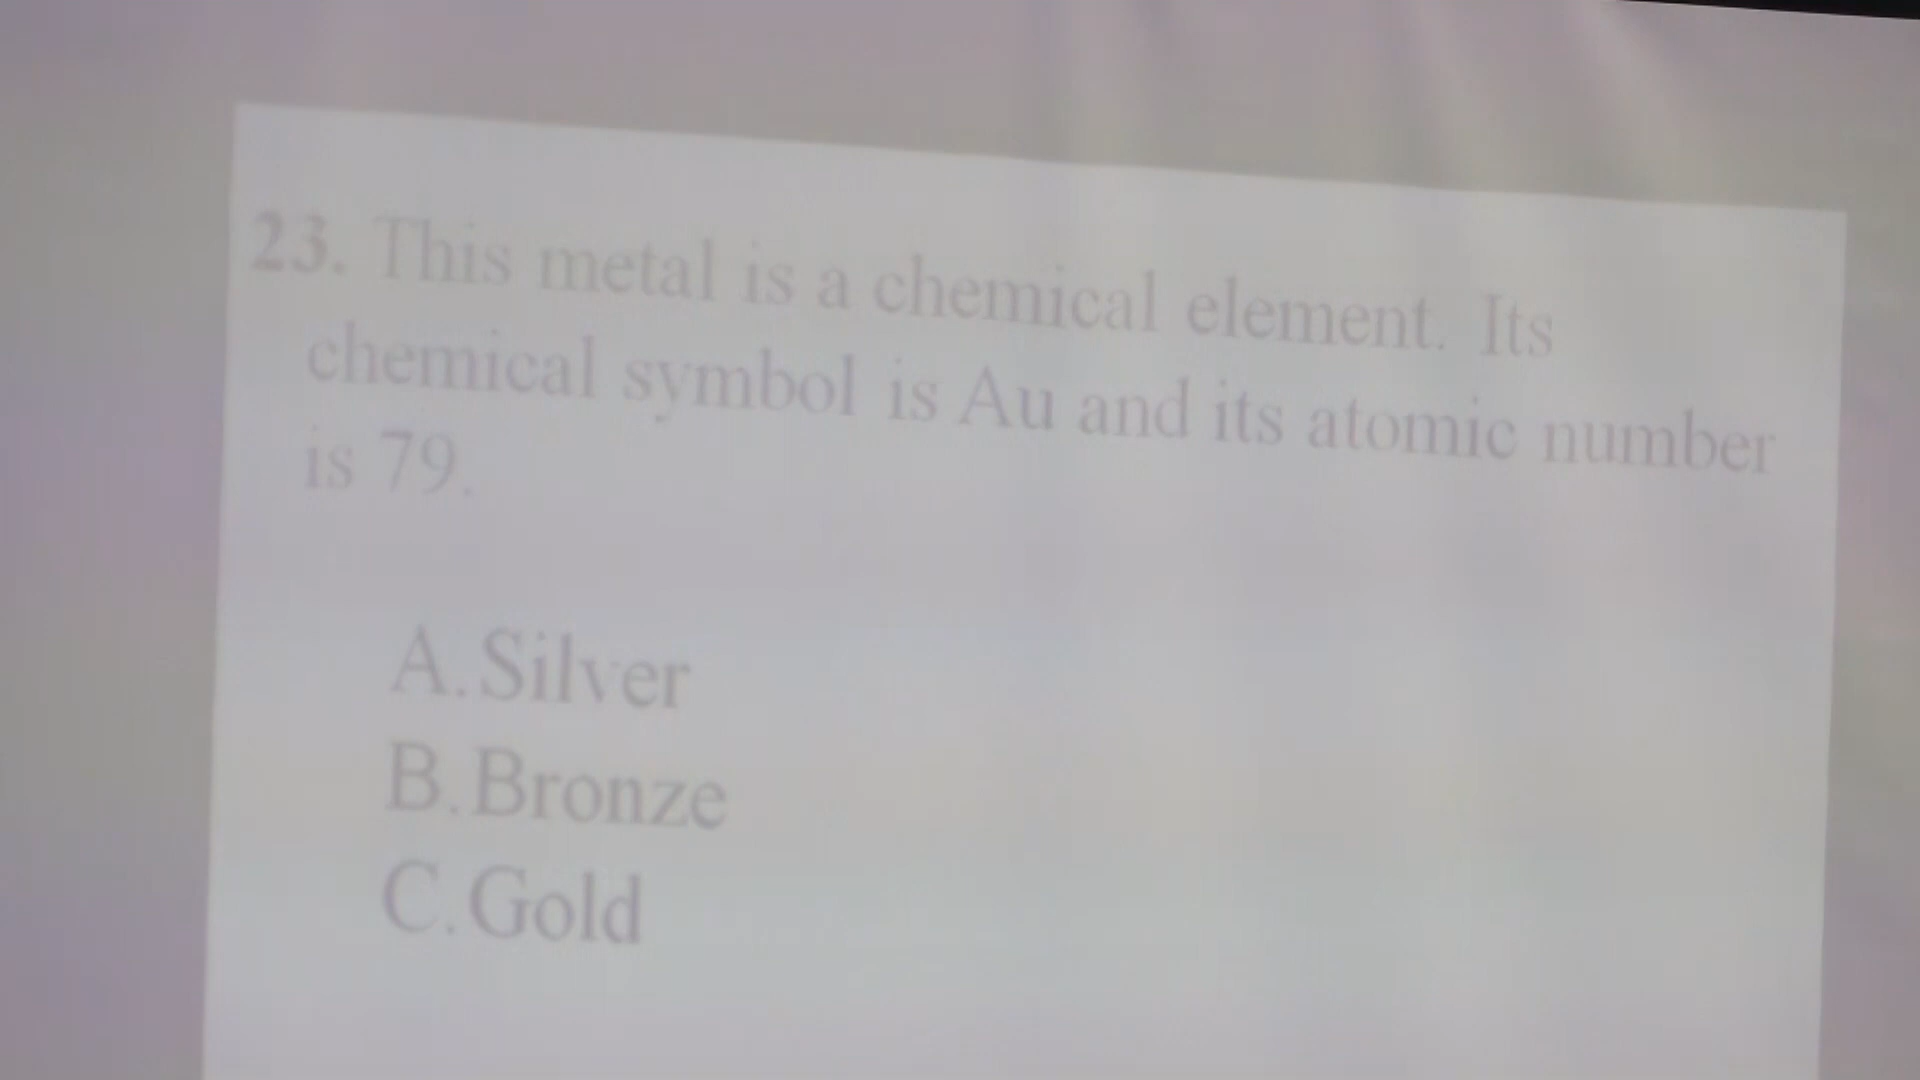 23. This metal is a chemical element. Its
chemical symbol is Au and its atomic number
is 79.
A. Silver
B. Bronze
C. Gold